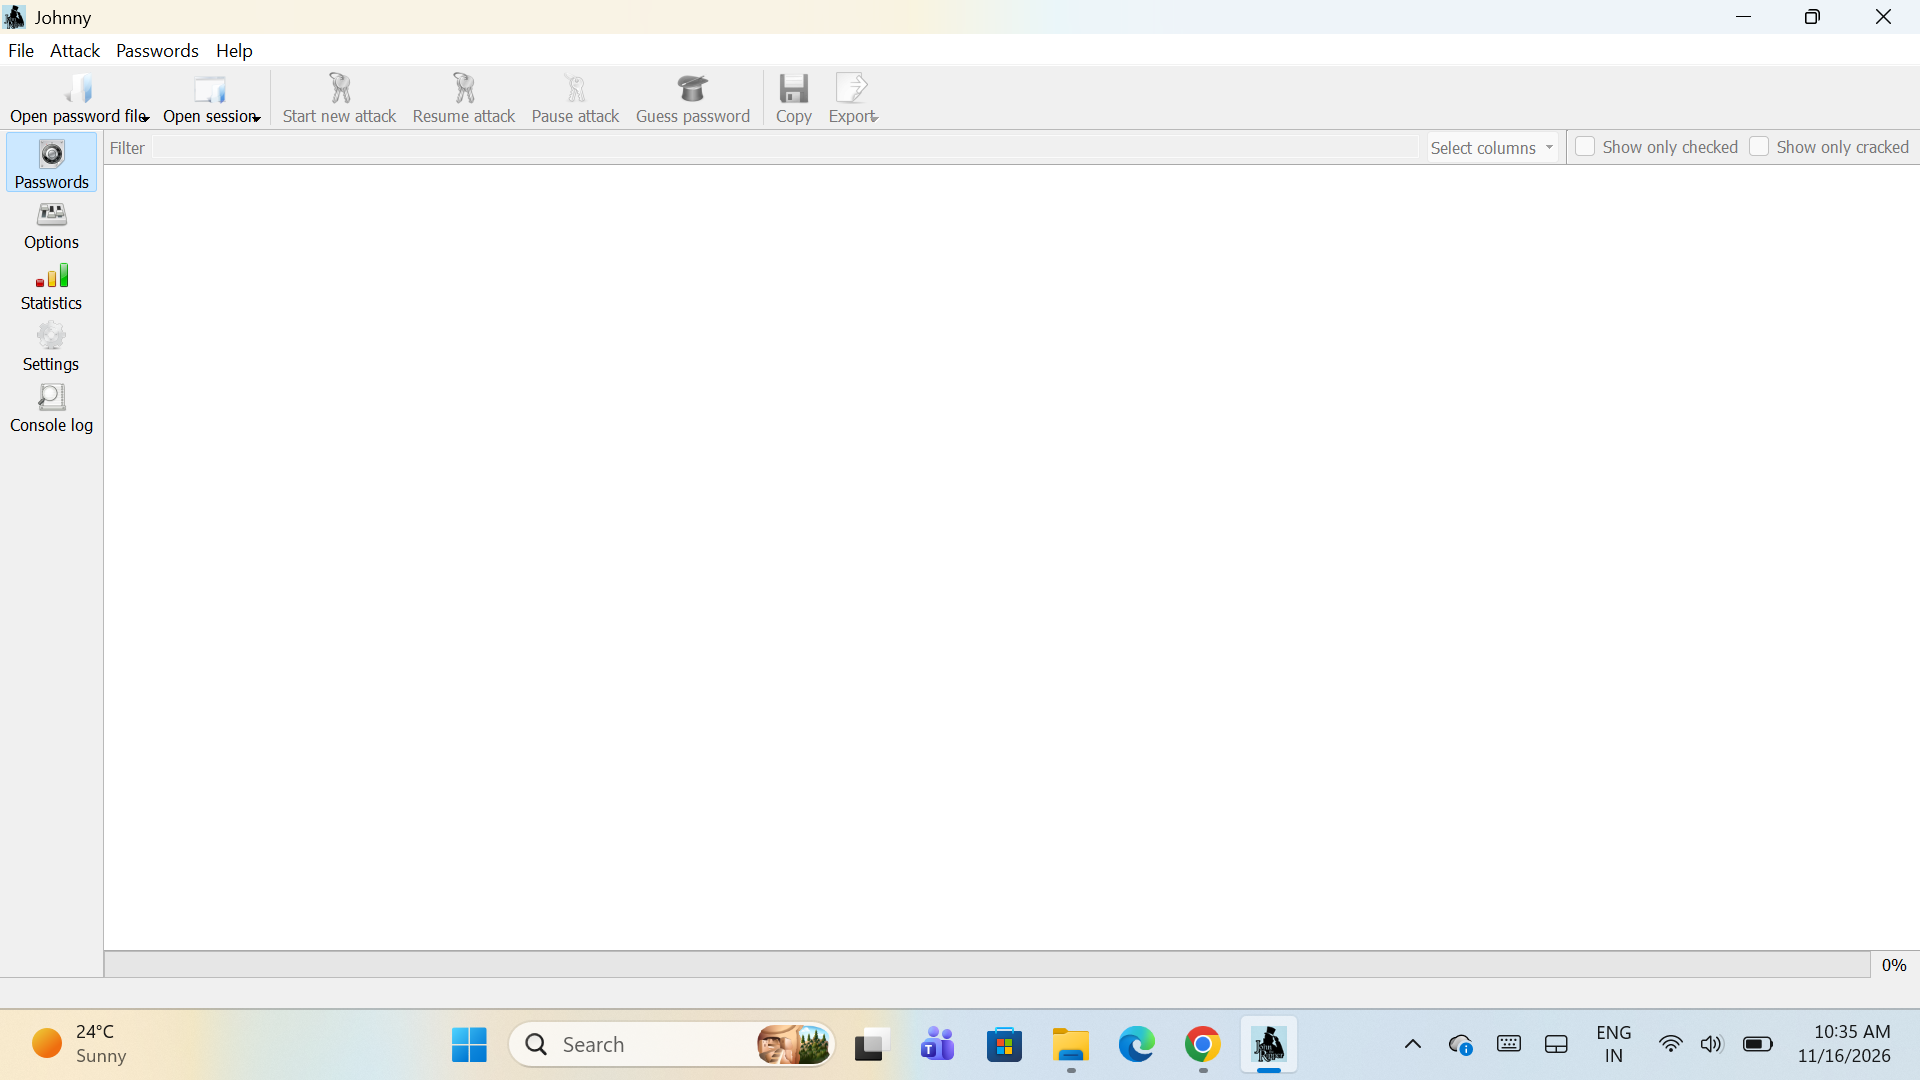 Johnny
File Attack Passwords Help
Open password file Open session Start new attack Resume attack Pause attack Guess password Copy Export
Filter Select columns Show only checked Show only cracked
Passwords
Options
Statistics
Settings
Console log
0%
24°C
Sunny
Search
ENG
IN
10:35 AM
11/16/2026